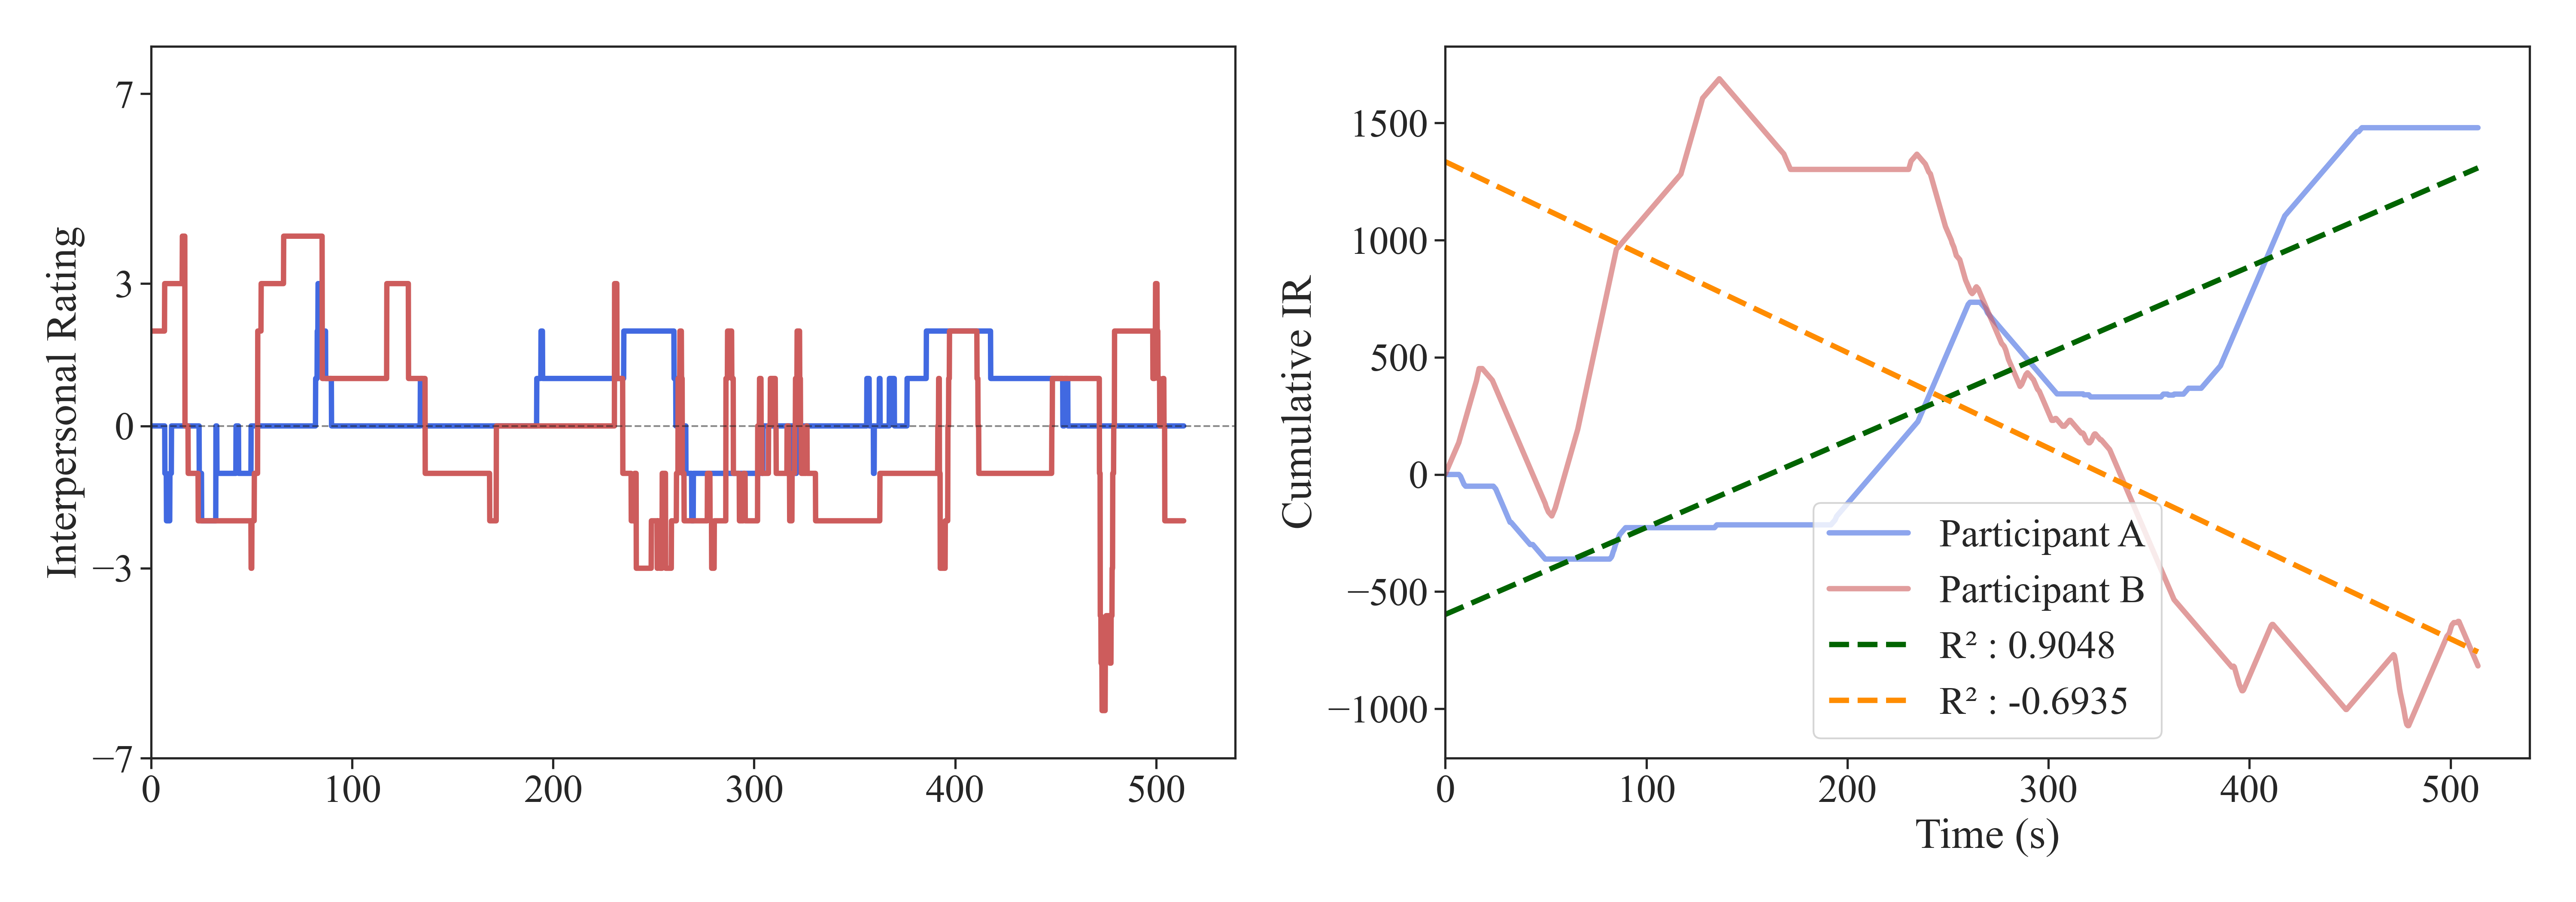 Interpersonal Rating
7
3
0
−3
−7
0 100 200 300 400 500
Cumulative IR
1500
1000
500
0
−500
−1000
0 100 200 300 400 500
Time (s)
Participant A
Participant B
R² : 0.9048
R² : -0.6935